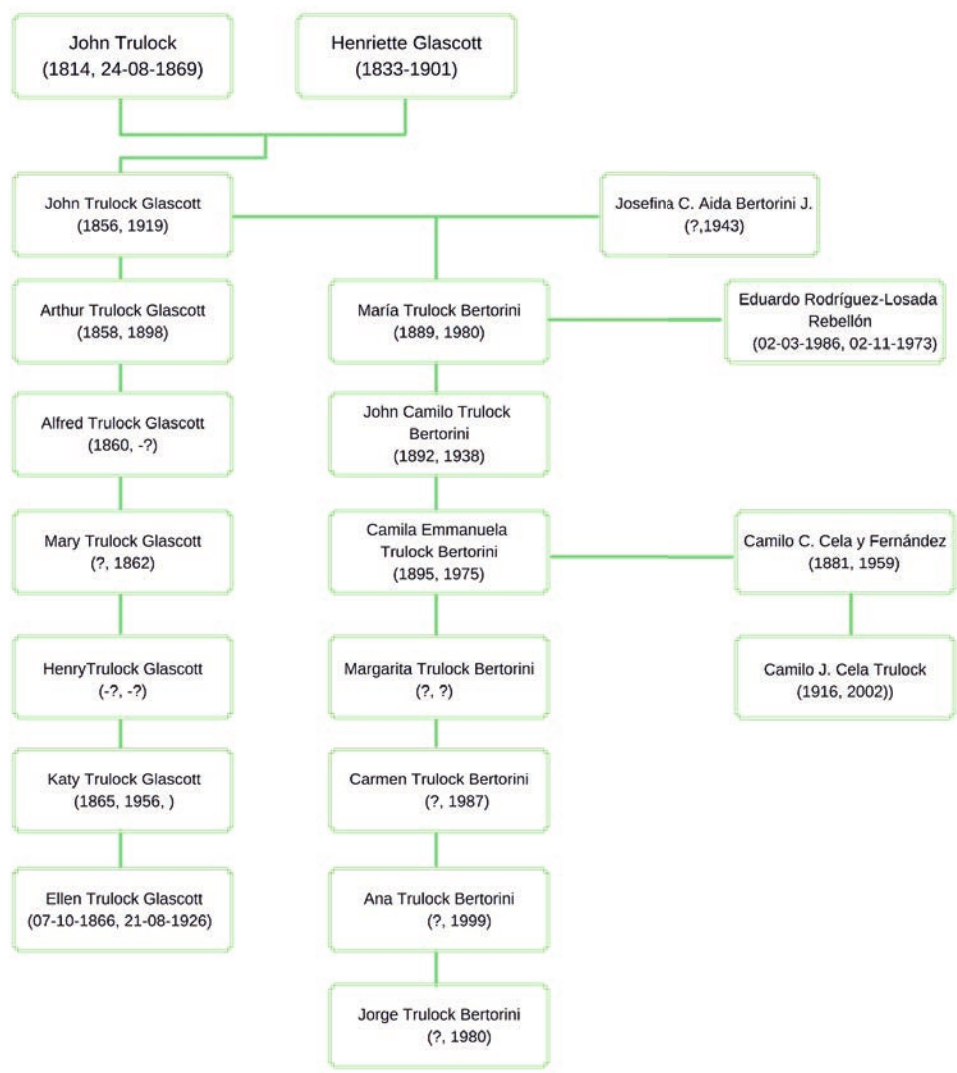 John Trulock
(1814, 24-08-1869)
Henriette Glascott
(1833-1901)
John Trulock Glascott
(1856, 1919)
Josefina C. Aida Bertorini J.
(?,1943)
Arthur Trulock Glascott
(1858, 1898)
María Trulock Bertorini
(1889, 1980)
Eduardo Rodríguez-Losada
Rebellón
(02-03-1986, 02-11-1973)
Alfred Trulock Glascott
(1860, -?)
John Camilo Trulock
Bertorini
(1892, 1938)
Mary Trulock Glascott
(?, 1862)
Camila Emmanuela
Trulock Bertorini
(1895, 1975)
Camilo C. Cela y Fernández
(1881, 1959)
HenryTrulock Glascott
(-?, -?)
Margarita Trulock Bertorini
(?, ?)
Camilo J. Cela Trulock
(1916, 2002))
Katy Trulock Glascott
(1865, 1956, )
Carmen Trulock Bertorini
(?, 1987)
Ellen Trulock Glascott
(07-10-1866, 21-08-1926)
Ana Trulock Bertorini
(?, 1999)
Jorge Trulock Bertorini
(?, 1980)